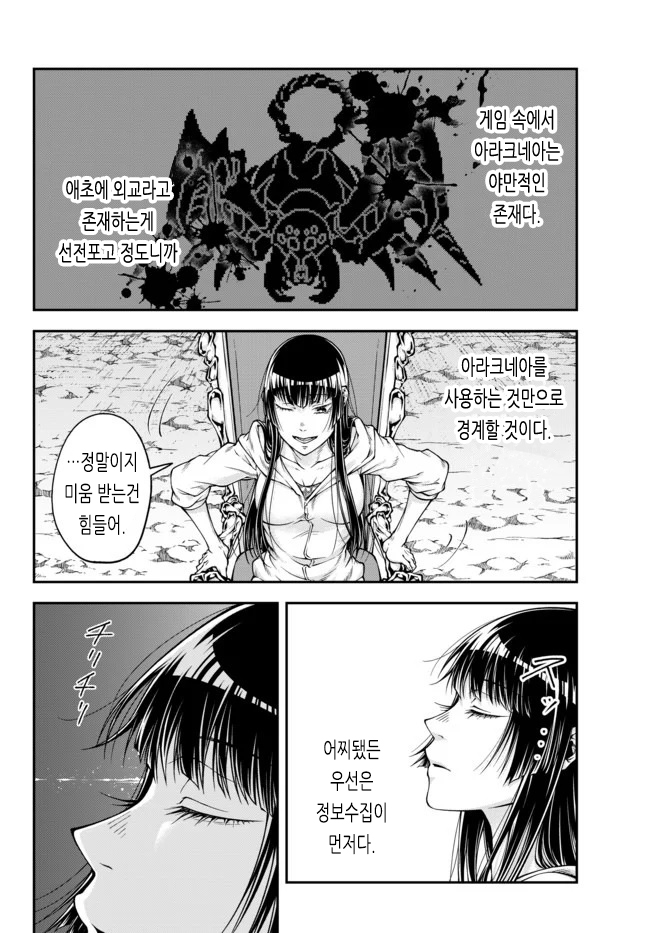 게임 속에서
아라크네아는
야만적인
존재다.
애초에 외교라고
존재하는게
선전포고 정도니까
아라크네아를
사용하는 것만으로
경계할 것이다.
…정말이지
미움 받는건
힘들어.
スッ…
어찌됐든
우선은
정보수집이
먼저다.
チリチリ